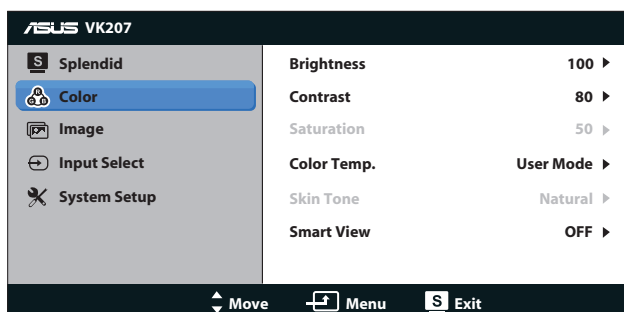 ASUS VK207
S Splendid
Color
Image
Input Select
System Setup
Brightness 100
Contrast 80
Saturation 50
Color Temp. User Mode
Skin Tone Natural
Smart View OFF
Move Menu S Exit